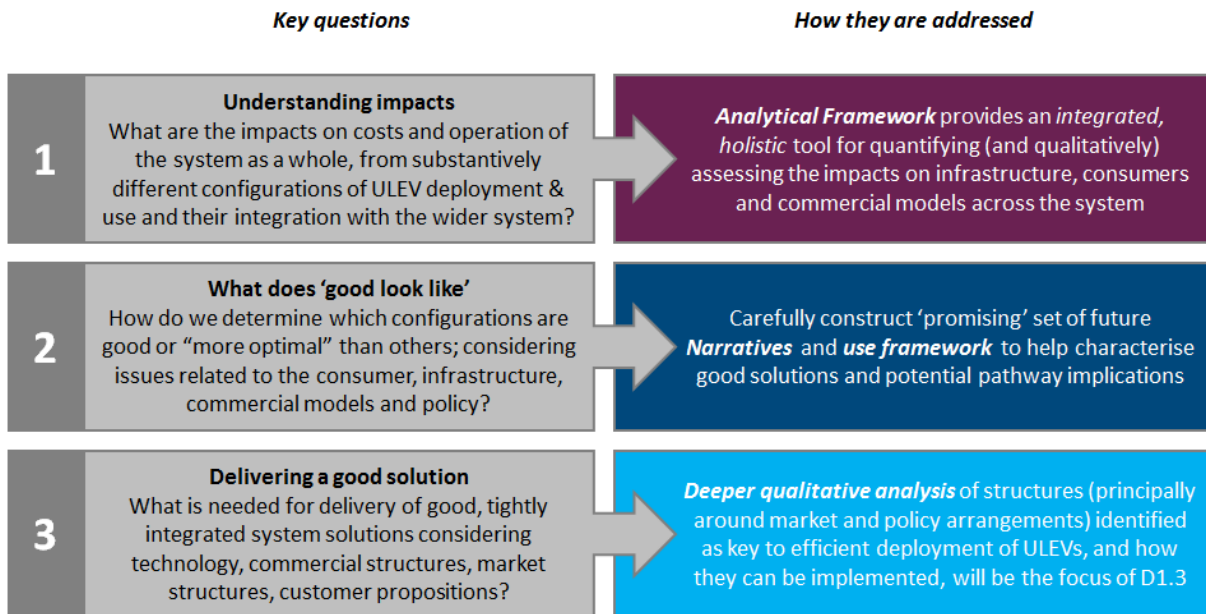 Key questions
How they are addressed
1
Understanding impacts
What are the impacts on costs and operation of
the system as a whole, from substantively
different configurations of ULEV deployment &
use and their integration with the wider system?
Analytical Framework provides an integrated,
holistic tool for quantifying (and qualitatively)
assessing the impacts on infrastructure, consumers
and commercial models across the system
2
What does ‘good look like’
How do we determine which configurations are
good or “more optimal” than others; considering
issues related to the consumer, infrastructure,
commercial models and policy?
Carefully construct ‘promising’ set of future
Narratives and use framework to help characterise
good solutions and potential pathway implications
3
Delivering a good solution
What is needed for delivery of good, tightly
integrated system solutions considering
technology, commercial structures, market
structures, customer propositions?
Deeper qualitative analysis of structures (principally
around market and policy arrangements) identified
as key to efficient deployment of ULEVs, and how
they can be implemented, will be the focus of D1.3